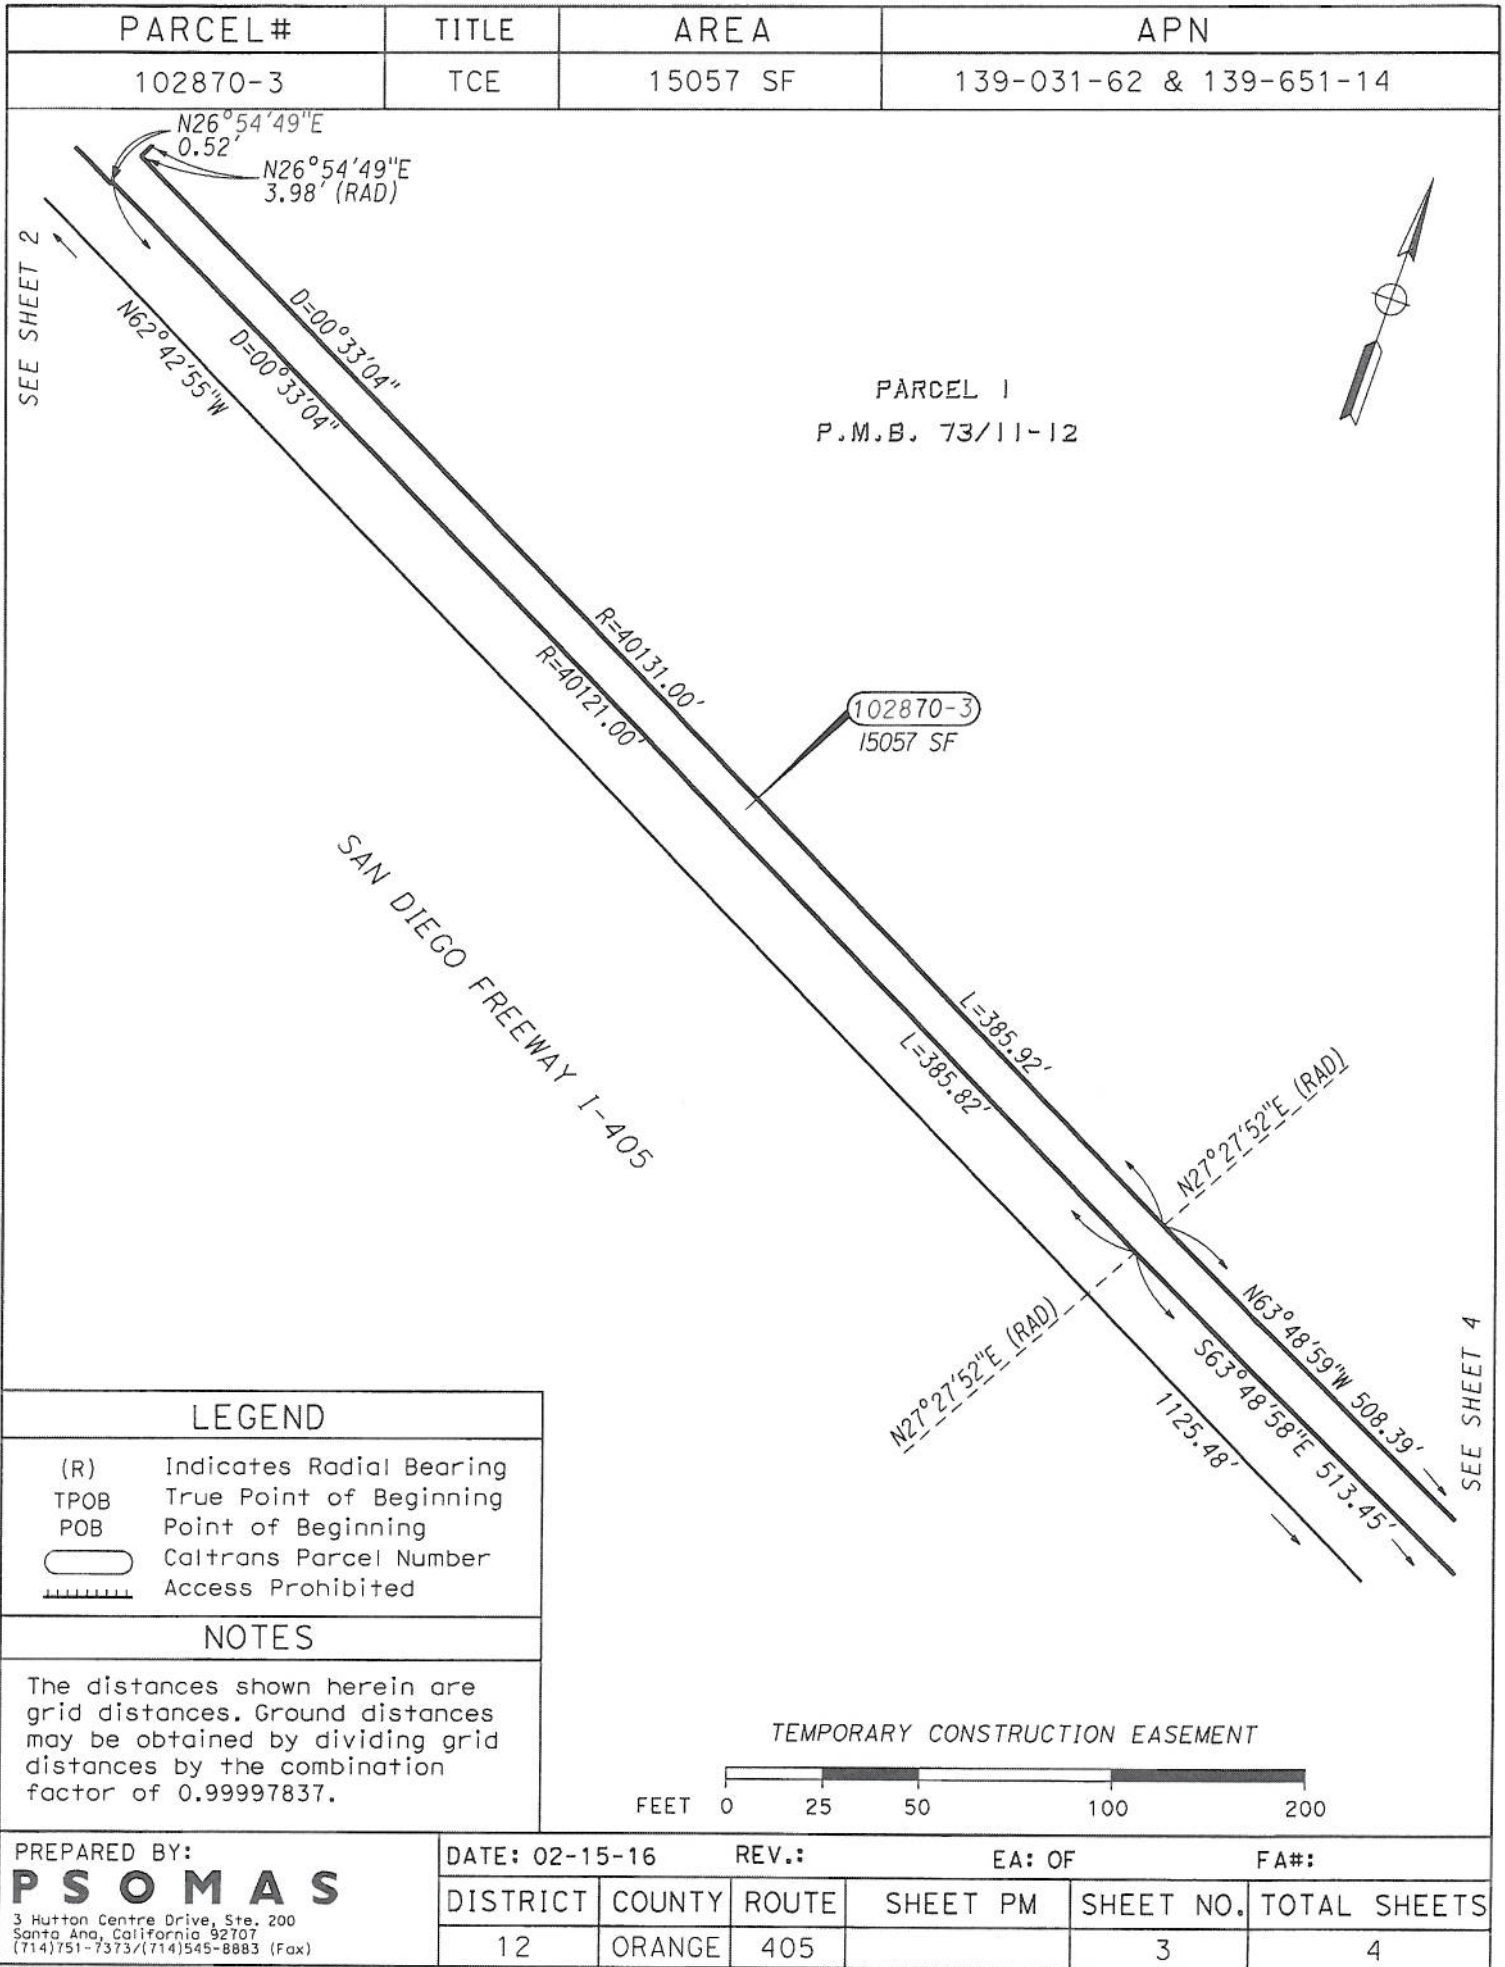 PARCEL# TITLE AREA APN
102870-3 TCE 15057 SF 139-031-62 & 139-651-14
N26°54'49"E
0.52'
N26°54'49"E
3.98' (RAD)
SEE SHEET 2
N62°42'55"W
D=00°33'04"
D=00°33'04"
PARCEL 1
P.M.B. 73/11-12
R=40131.00'
R=40121.00'
102870-3
15057 SF
SAN DIEGO FREEWAY I-405
L=385.92'
L=385.82'
N27°27'52"E (RAD)
N27°27'52"E (RAD)
N63°48'59"W 508.39'
S63°48'58"E 513.45'
1125.48'
SEE SHEET 4
LEGEND
(R) Indicates Radial Bearing
TPOB True Point of Beginning
POB Point of Beginning
Caltrans Parcel Number
Access Prohibited
NOTES
The distances shown herein are
grid distances. Ground distances
may be obtained by dividing grid
distances by the combination
factor of 0.99997837.
TEMPORARY CONSTRUCTION EASEMENT
FEET 0 25 50 100 200
PREPARED BY:
PSOMAS
3 Hutton Centre Drive, Ste. 200
Santa Ana, California 92707
(714)751-7373/(714)545-8883 (Fax)
DATE: 02-15-16 REV.: EA: OF FA#:
DISTRICT COUNTY ROUTE SHEET PM SHEET NO. TOTAL SHEETS
12 ORANGE 405 3 4